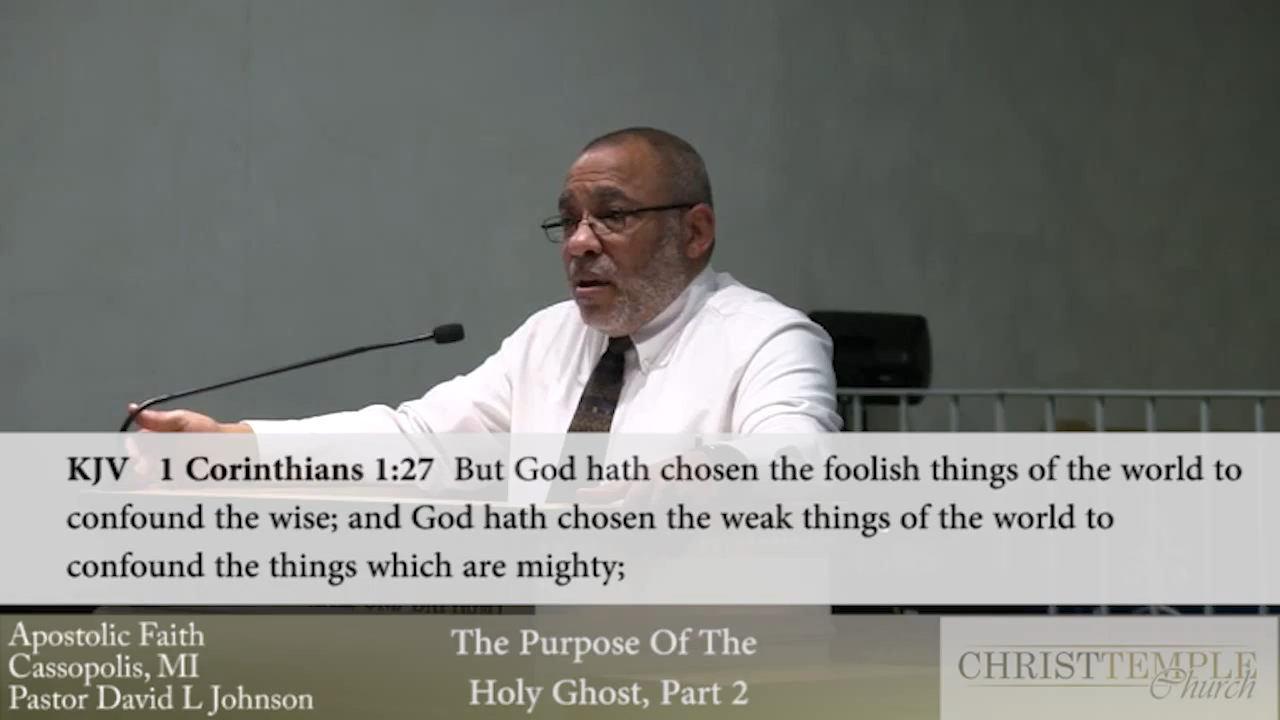 KJV 1 Corinthians 1:27 But God hath chosen the foolish things of the world to
confound the wise; and God hath chosen the weak things of the world to
confound the things which are mighty;
Apostolic Faith
Cassopolis, MI
Pastor David L Johnson
The Purpose Of The
Holy Ghost, Part 2
CHRISTTEMPLE
Church